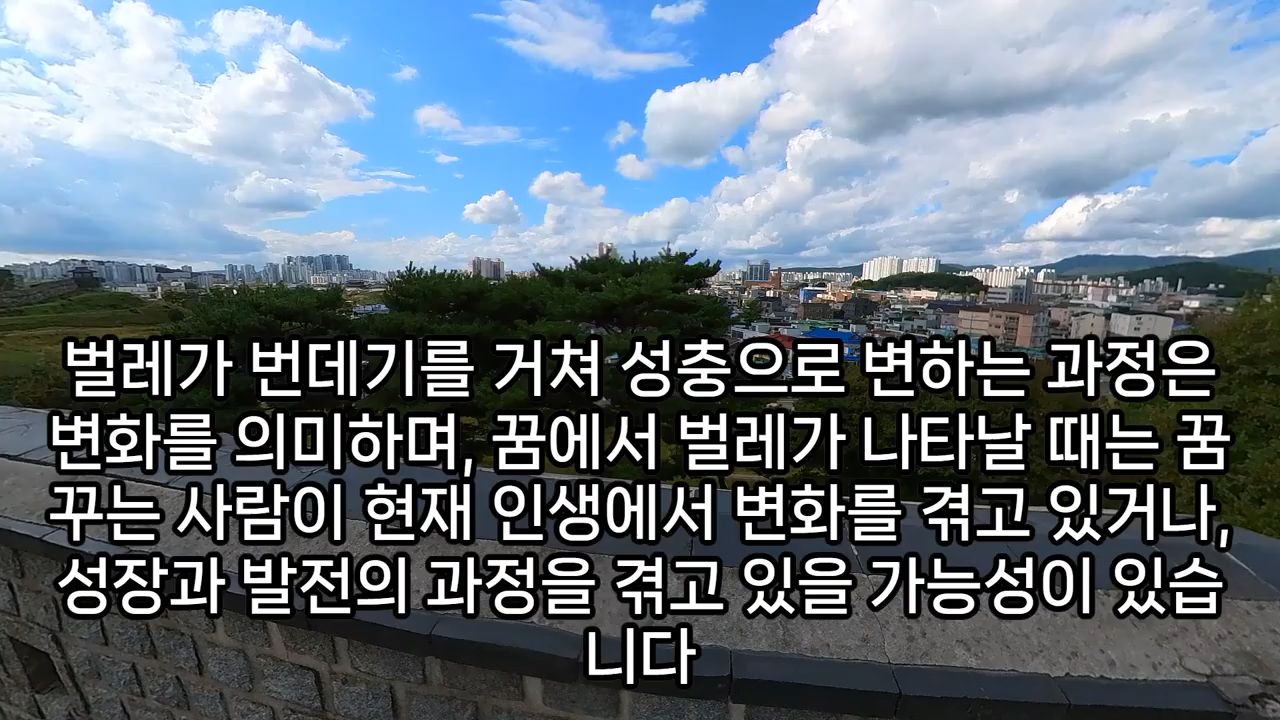 벌레가 번데기를 거쳐 성충으로 변하는 과정은
변화를 의미하며, 꿈에서 벌레가 나타날 때는 꿈
꾸는 사람이 현재 인생에서 변화를 겪고 있거나,
성장과 발전의 과정을 겪고 있을 가능성이 있습
니다